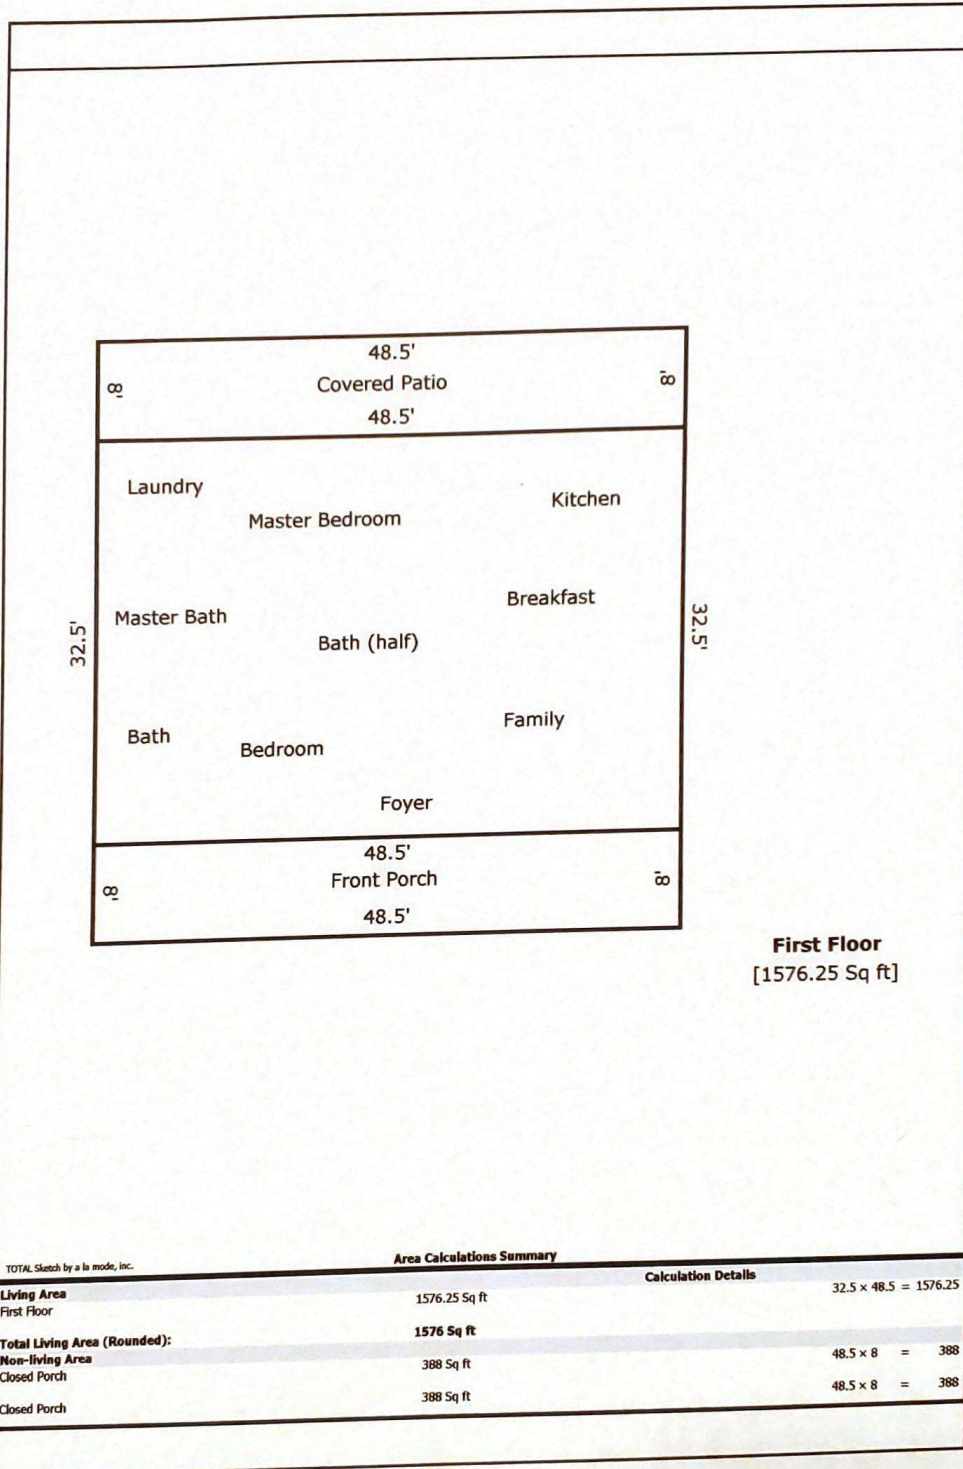 48.5'
8' Covered Patio 8'
48.5'
Laundry
Master Bedroom Kitchen
Breakfast
Master Bath
32.5' Bath (half) 32.5'
Family
Bath Bedroom
Foyer
48.5'
8' Front Porch 8'
48.5'
First Floor
[1576.25 Sq ft]
TOTAL Sketch by a la mode, inc. Area Calculations Summary
Living Area Calculation Details
First Floor 1576.25 Sq ft 32.5 × 48.5 = 1576.25
Total Living Area (Rounded): 1576 Sq ft
Non-living Area
Closed Porch 388 Sq ft 48.5 × 8 = 388
Closed Porch 388 Sq ft 48.5 × 8 = 388